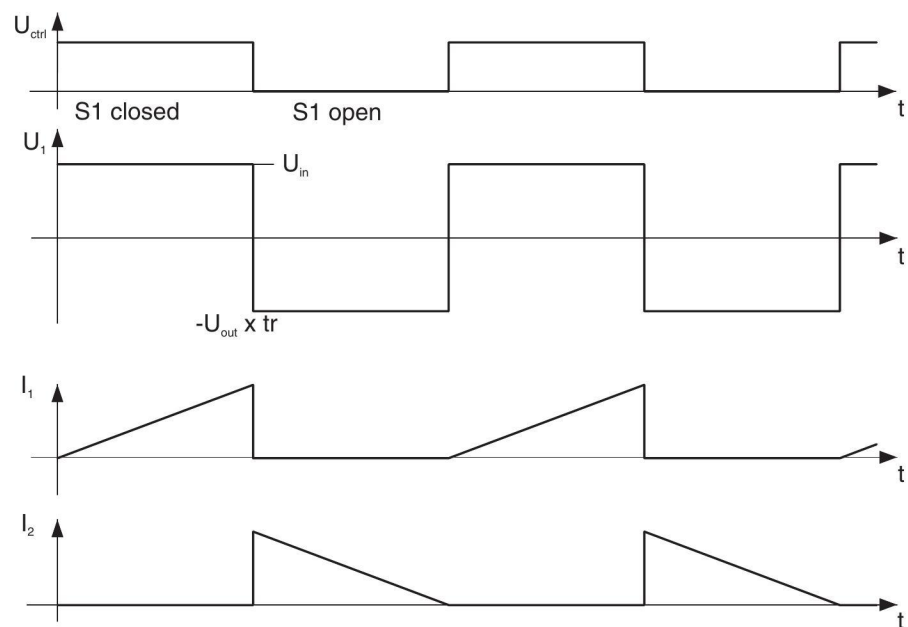 U_ctrl
t
S1 closed S1 open
U_1
U_in
t
-U_out x tr
I_1
t
I_2
t